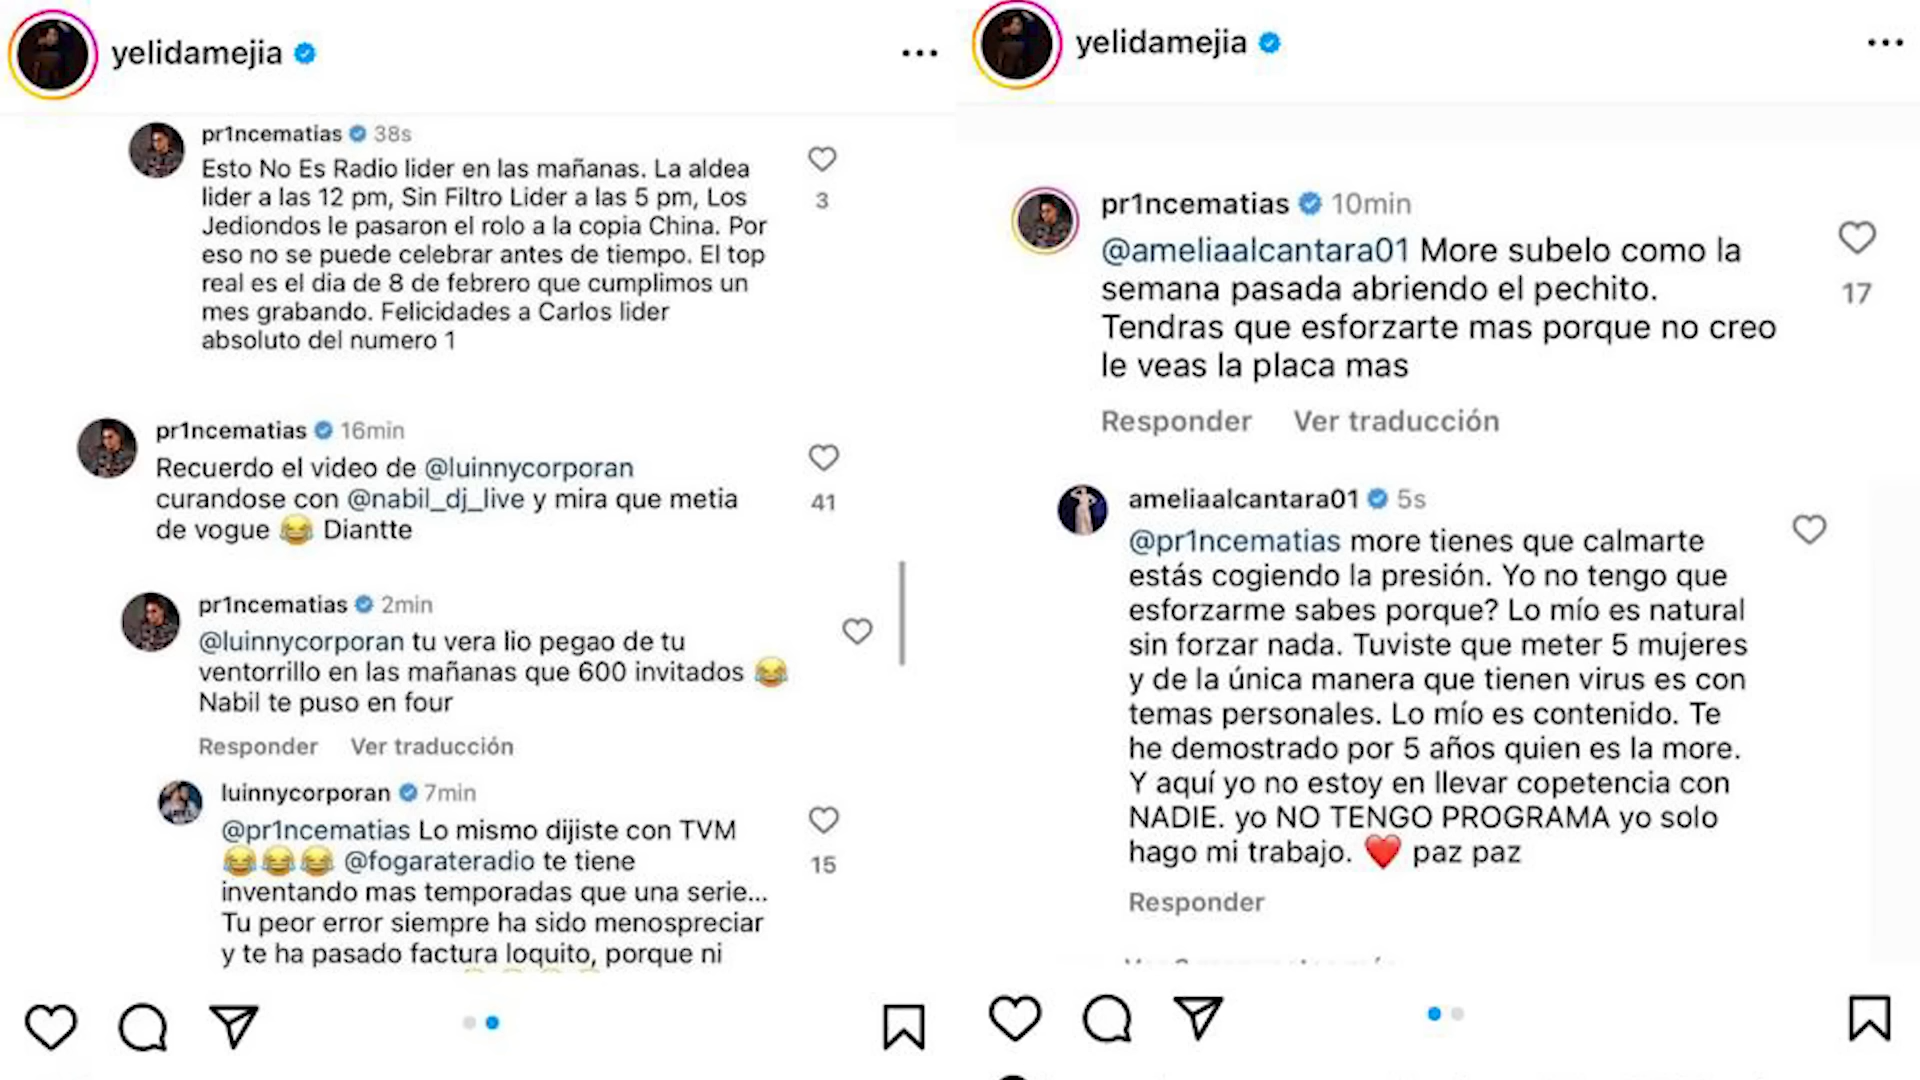 yelidamejia
pr1ncematias 38s
Esto No Es Radio lider en las mañanas. La aldea
lider a las 12 pm, Sin Filtro Lider a las 5 pm, Los
Jediondos le pasaron el rolo a la copia China. Por
eso no se puede celebrar antes de tiempo. El top
real es el dia de 8 de febrero que cumplimos un
mes grabando. Felicidades a Carlos lider
absoluto del numero 1
3
pr1ncematias 16min
Recuerdo el video de @luinnycorporan
curandose con @nabil_dj_live y mira que metia
de vogue 😂 Diantte
41
pr1ncematias 2min
@luinnycorporan tu vera lio pegao de tu
ventorrillo en las mañanas que 600 invitados 😂
Nabil te puso en four
Responder Ver traducción
luinnycorporan 7min
@pr1ncematias Lo mismo dijiste con TVM
😂😂😂 @fogarateradio te tiene
inventando mas temporadas que una serie...
Tu peor error siempre ha sido menospreciar
y te ha pasado factura loquito, porque ni
15
yelidamejia
pr1ncematias 10min
@ameliaalcantara01 More subelo como la
semana pasada abriendo el pechito.
Tendras que esforzarte mas porque no creo
le veas la placa mas
17
Responder Ver traducción
ameliaalcantara01 5s
@pr1ncematias more tienes que calmarte
estás cogiendo la presión. Yo no tengo que
esforzarme sabes porque? Lo mío es natural
sin forzar nada. Tuviste que meter 5 mujeres
y de la única manera que tienen virus es con
temas personales. Lo mío es contenido. Te
he demostrado por 5 años quien es la more.
Y aquí yo no estoy en llevar copetencia con
NADIE. yo NO TENGO PROGRAMA yo solo
hago mi trabajo. ❤️ paz paz
Responder